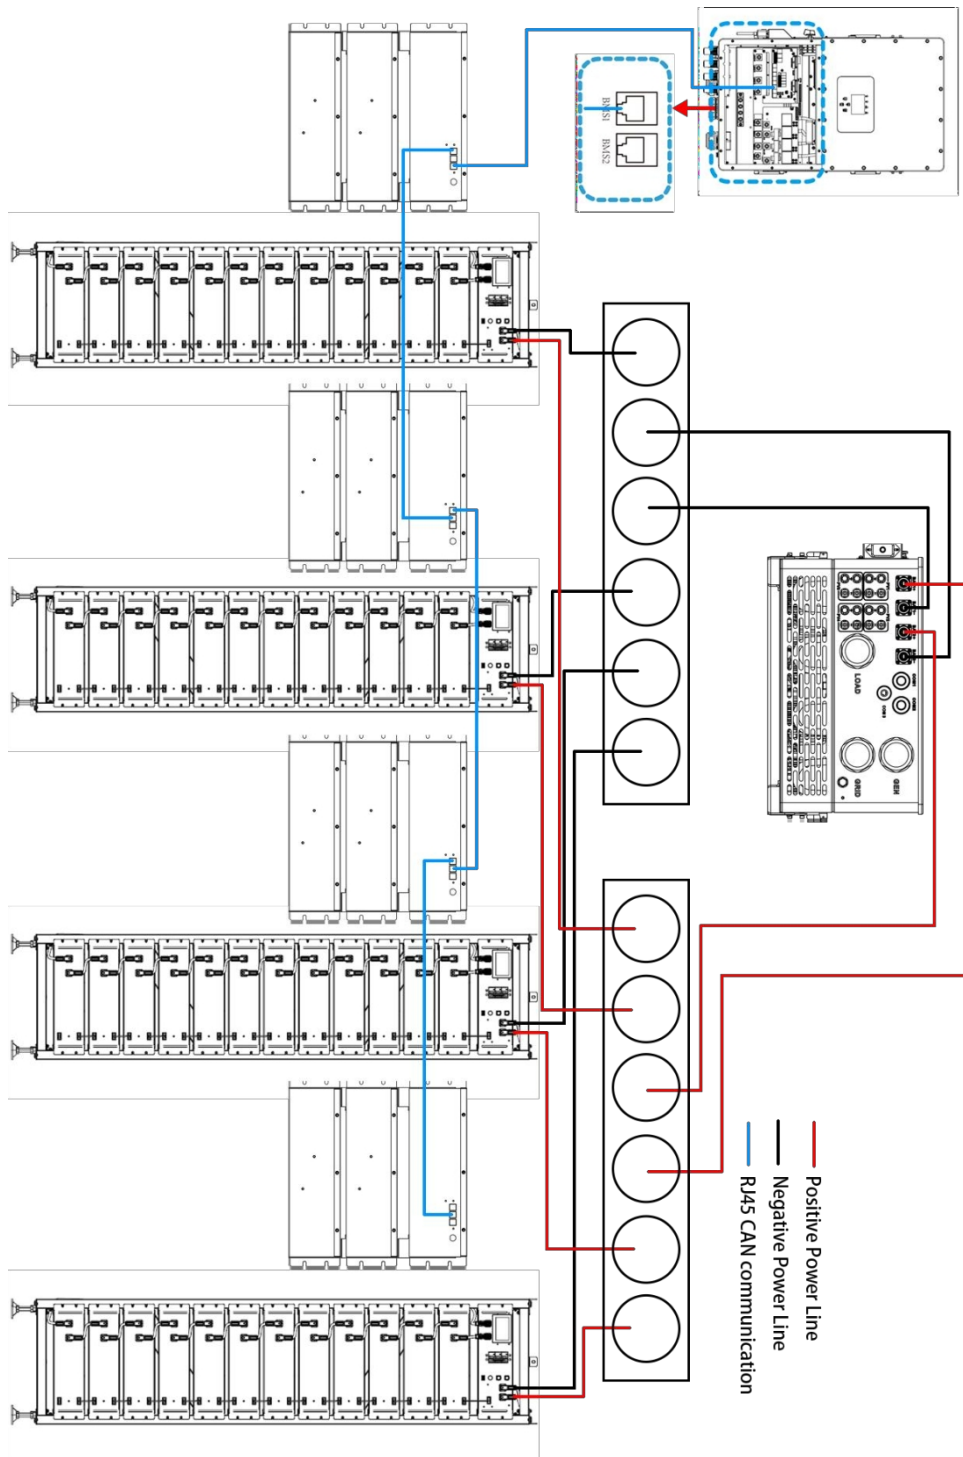 BMS1
BMS2
LOAD
GRID
GEN
Positive Power Line
Negative Power Line
RJ45 CAN communication